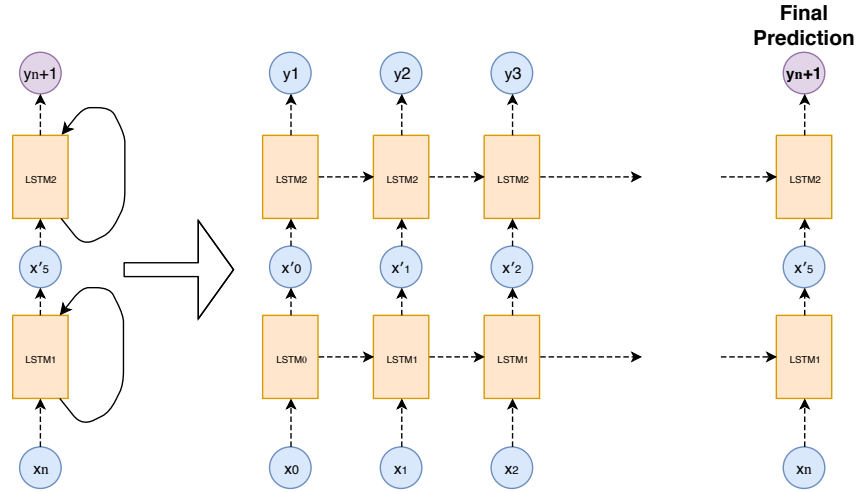 Final
Prediction
yn+1 y1 y2 y3 yn+1
LSTM2 LSTM2 LSTM2 LSTM2 LSTM2
x'5 x'0 x'1 x'2 x'5
LSTM1 LSTM0 LSTM1 LSTM1 LSTM1
xn x0 x1 x2 xn